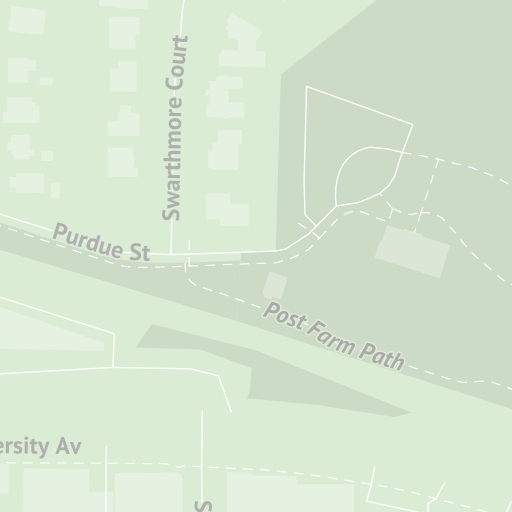 Swarthmore Court
Purdue St
Post Farm Path
ersity Av
S